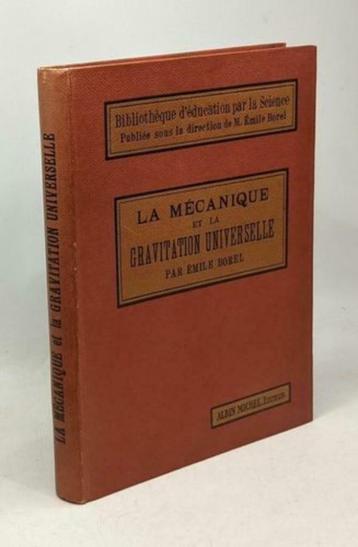 Bibliothèque d'éducation par la Science
Publiée sous la direction de M. Émile Borel
LA MÉCANIQUE
ET LA
GRAVITATION UNIVERSELLE
PAR ÉMILE BOREL
ALBIN MICHEL, ÉDITEUR
LA MÉCANIQUE et la GRAVITATION UNIVERSELLE